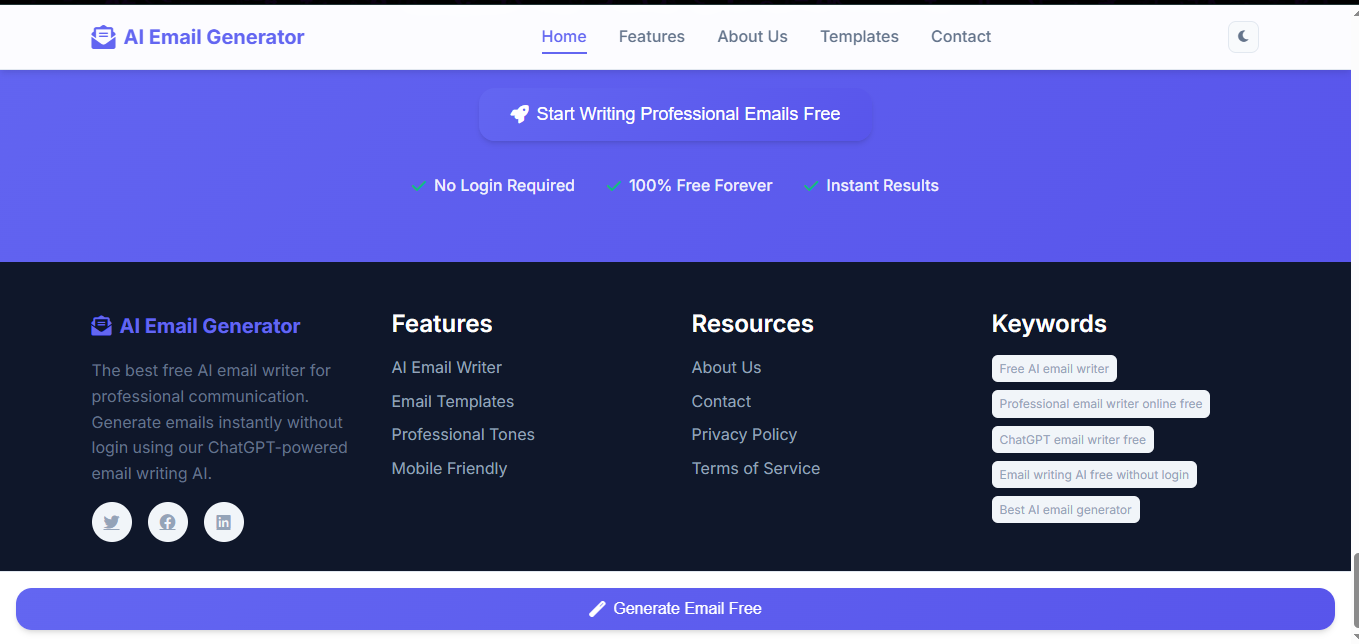 AI Email Generator
Home
Features
About Us
Templates
Contact
Start Writing Professional Emails Free
No Login Required
100% Free Forever
Instant Results
AI Email Generator
The best free AI email writer for
professional communication.
Generate emails instantly without
login using our ChatGPT-powered
email writing AI.
Features
AI Email Writer
Email Templates
Professional Tones
Mobile Friendly
Resources
About Us
Contact
Privacy Policy
Terms of Service
Keywords
Free AI email writer
Professional email writer online free
ChatGPT email writer free
Email writing AI free without login
Best AI email generator
Generate Email Free